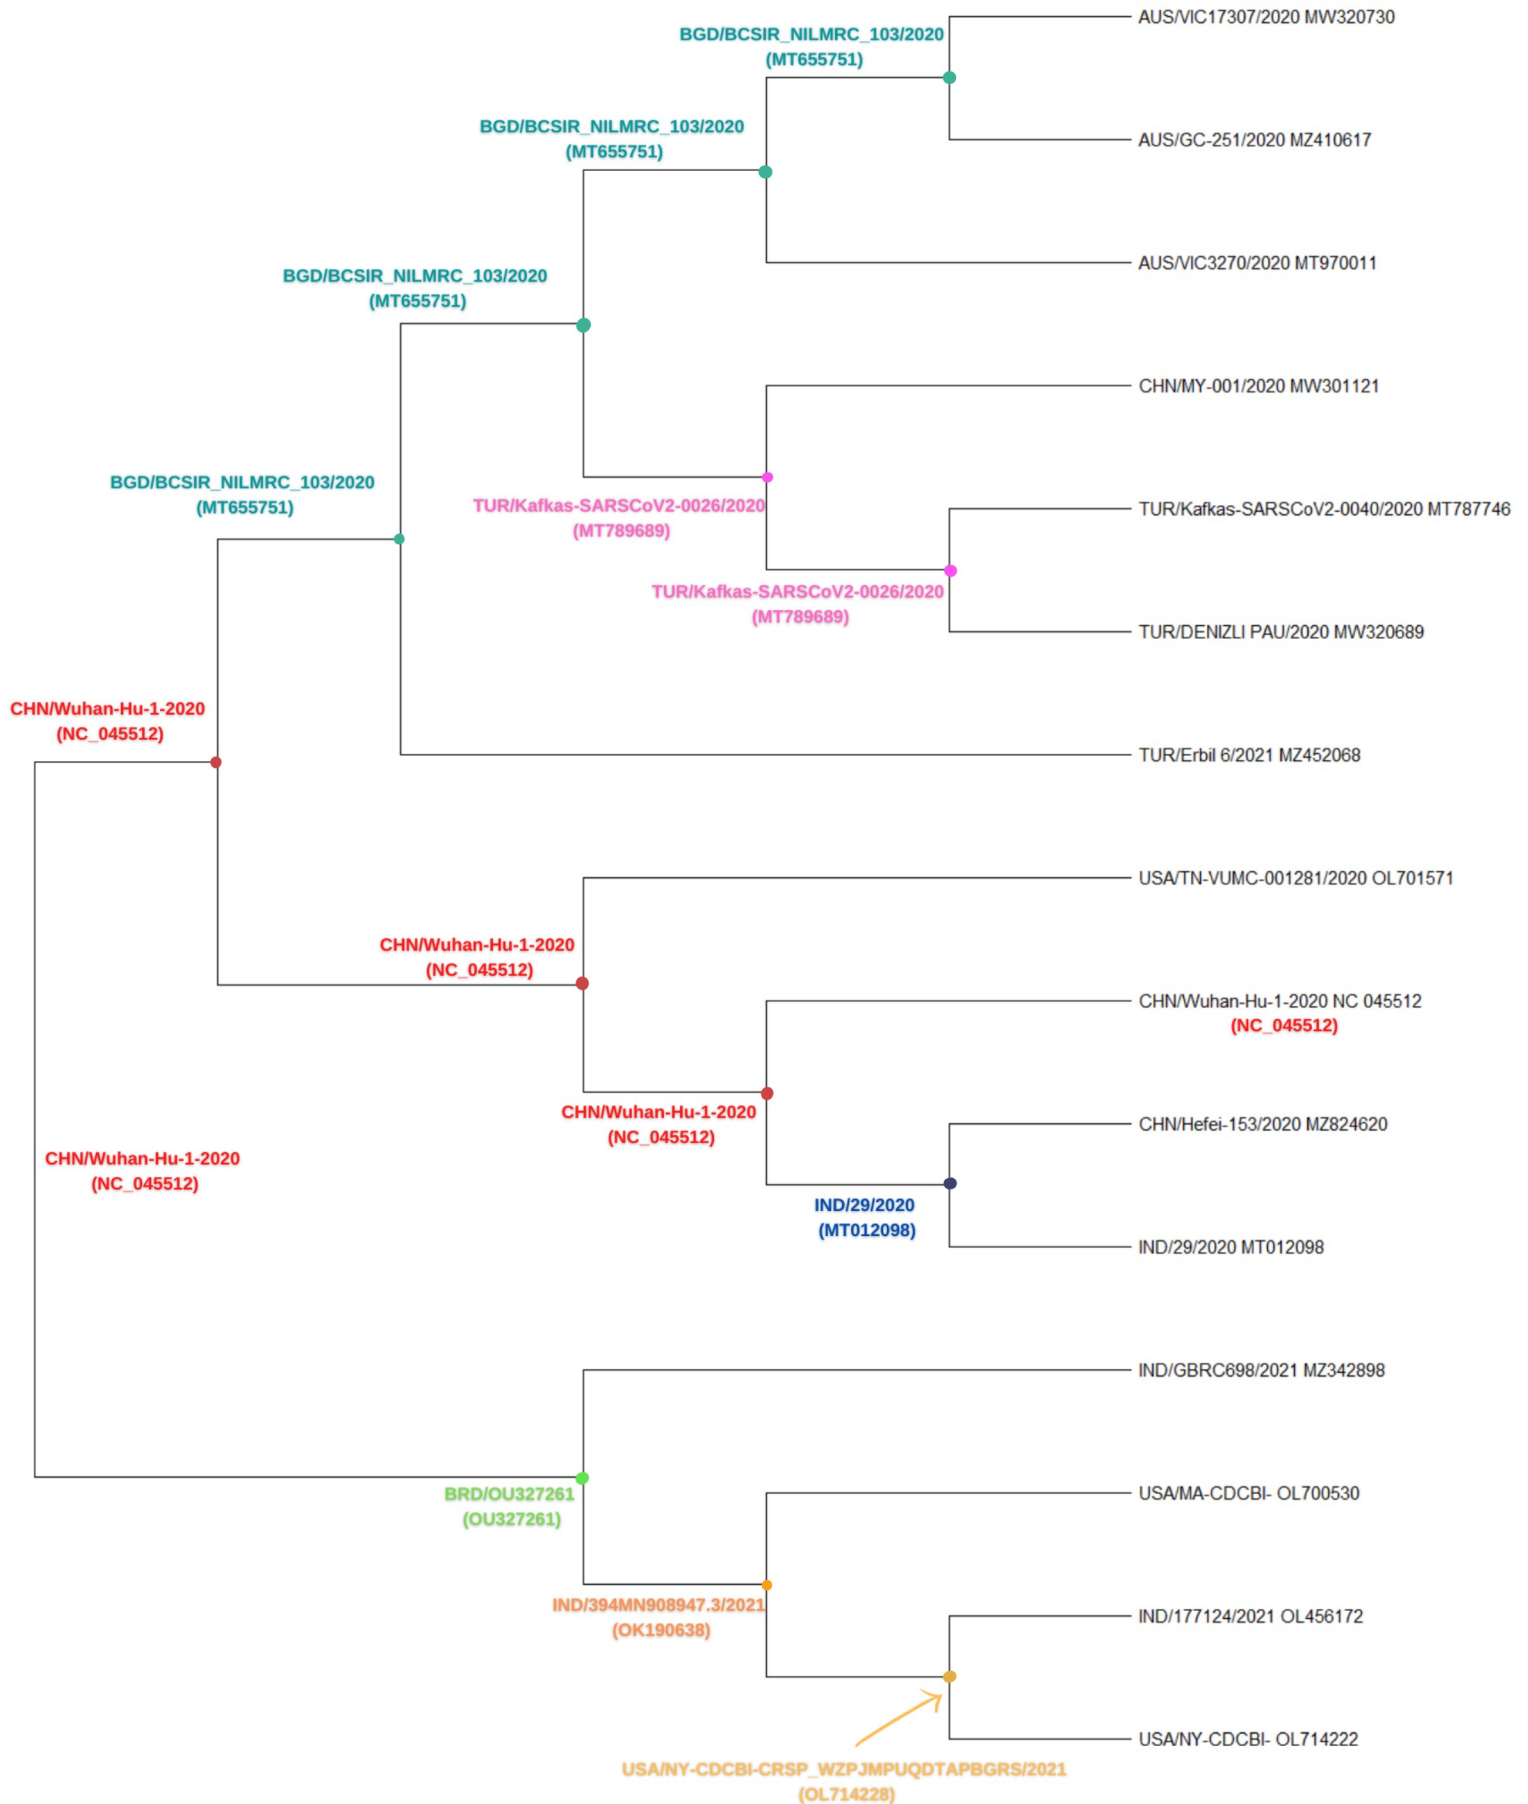 AUS/VIC17307/2020 MW320730
BGD/BCSIR_NILMRC_103/2020
(MT655751)
BGD/BCSIR_NILMRC_103/2020
(MT655751)
AUS/GC-251/2020 MZ410617
AUS/VIC3270/2020 MT970011
BGD/BCSIR_NILMRC_103/2020
(MT655751)
CHN/MY-001/2020 MW301121
BGD/BCSIR_NILMRC_103/2020
(MT655751)
TUR/Kafkas-SARSCoV2-0026/2020
(MT789689)
TUR/Kafkas-SARSCoV2-0040/2020 MT787746
TUR/Kafkas-SARSCoV2-0026/2020
(MT789689)
TUR/DENIZLI PAU/2020 MW320689
CHN/Wuhan-Hu-1-2020
(NC_045512)
TUR/Erbil 6/2021 MZ452068
USA/TN-VUMC-001281/2020 OL701571
CHN/Wuhan-Hu-1-2020
(NC_045512)
CHN/Wuhan-Hu-1-2020 NC 045512
(NC_045512)
CHN/Wuhan-Hu-1-2020
(NC_045512)
CHN/Hefei-153/2020 MZ824620
CHN/Wuhan-Hu-1-2020
(NC_045512)
IND/29/2020
(MT012098)
IND/29/2020 MT012098
IND/GBRC698/2021 MZ342898
BRD/OU327261
(OU327261)
USA/MA-CDCBI- OL700530
IND/394MN908947.3/2021
(OK190638)
IND/177124/2021 OL456172
USA/NY-CDCBI- OL714222
USA/NY-CDCBI-CRSP_WZPJMPUQDTAPBGRS/2021
(OL714228)